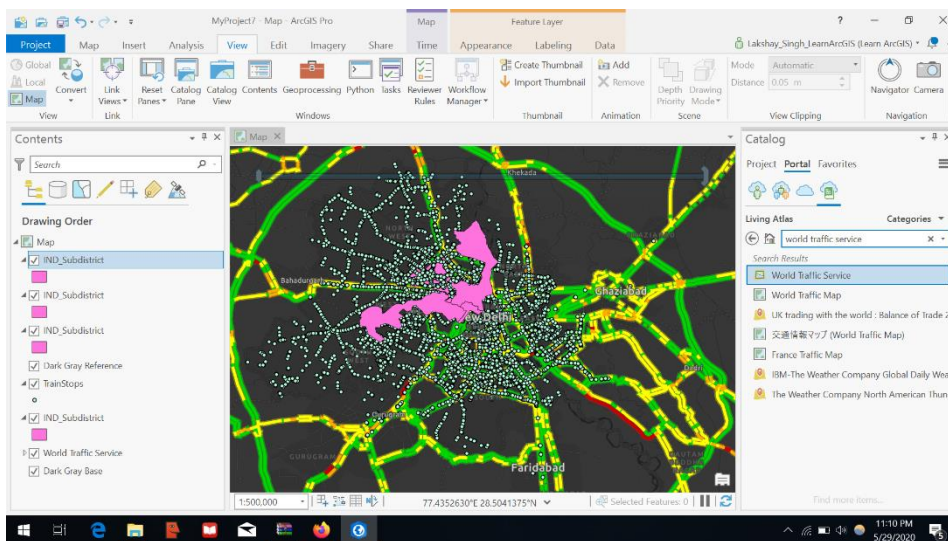 MyProject7 - Map - ArcGIS Pro
Map
Feature Layer
?
Project
Map
Insert
Analysis
View
Edit
Imagery
Share
Time
Appearance
Labeling
Data
Lakshay_Singh_LearnArcGIS (Learn ArcGIS)
Global
Local
Map
Convert
Link Views
Reset Panes
Catalog Pane
Catalog View
Contents
Geoprocessing
Python
Tasks
Reviewer Rules
Workflow Manager
Create Thumbnail
Import Thumbnail
Add
Remove
Depth Priority
Drawing Mode
Mode
Automatic
Distance
0.05 m
Navigator
Camera
View
Link
Windows
Thumbnail
Animation
Scene
View Clipping
Navigation
Contents
Search
Drawing Order
Map
IND_Subdistrict
IND_Subdistrict
IND_Subdistrict
Dark Gray Reference
TrainStops
IND_Subdistrict
World Traffic Service
Dark Gray Base
Map
Khekada
Bahadurgarh
Ghaziabad
New Delhi
Dadri
Gurugram
GURUGRAM
Faridabad
1:500,000
77.4352630°E 28.5041375°N
Selected Features: 0
Catalog
Project
Portal
Favorites
Living Atlas
Categories
world traffic service
Search Results
World Traffic Service
World Traffic Map
UK trading with the world : Balance of Trade
交通情報マップ (World Traffic Map)
France Traffic Map
IBM-The Weather Company Global Daily Wea
The Weather Company North American Thun
Find more items...
11:10 PM
5/29/2020